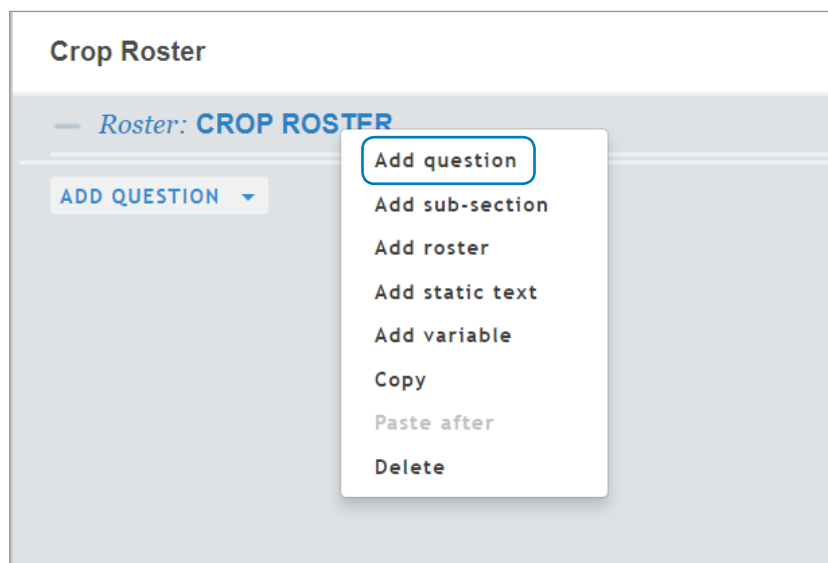 Crop Roster
Roster: CROP ROSTER
ADD QUESTION
Add question
Add sub-section
Add roster
Add static text
Add variable
Copy
Paste after
Delete